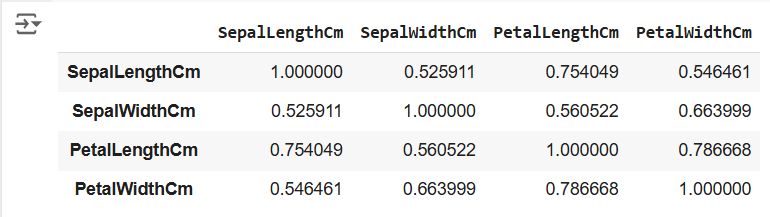 SepalLengthCm SepalWidthCm PetalLengthCm PetalWidthCm
SepalLengthCm 1.000000 0.525911 0.754049 0.546461
SepalWidthCm 0.525911 1.000000 0.560522 0.663999
PetalLengthCm 0.754049 0.560522 1.000000 0.786668
PetalWidthCm 0.546461 0.663999 0.786668 1.000000